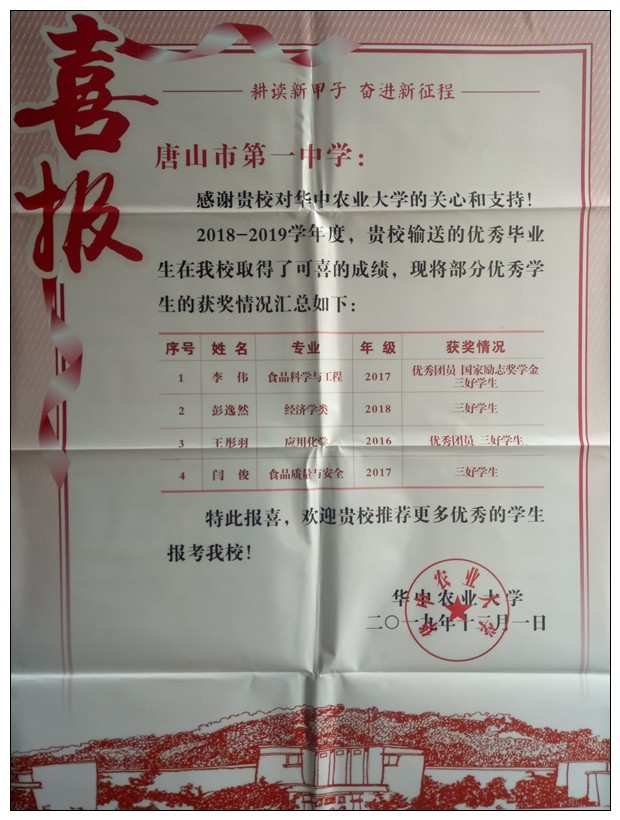 喜报
耕读新甲子 奋进新征程
唐山市第一中学：
感谢贵校对华中农业大学的关心和支持！
2018-2019学年度，贵校输送的优秀毕业
生在我校取得了可喜的成绩，现将部分优秀学
生的获奖情况汇总如下：
序号 姓名 专业 年级 获奖情况
1 李伟 食品科学与工程 2017 优秀团员 国家励志奖学金
三好学生
2 彭逸然 经济学类 2018 三好学生
3 王彤羽 应用化学 2016 优秀团员 三好学生
4 闫俊 食品质量与安全 2017 三好学生
特此报喜，欢迎贵校推荐更多优秀的学生
报考我校！
华中农业大学
二〇一九年十二月一日
华中农业大学